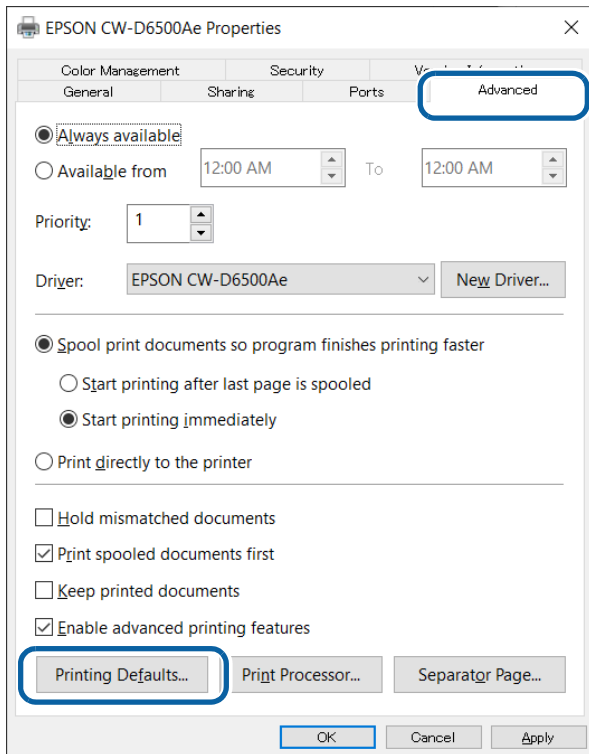 EPSON CW-D6500Ae Properties
Color Management Security
General Sharing Ports Advanced
Always available
Available from 12:00 AM To 12:00 AM
Priority: 1
Driver: EPSON CW-D6500Ae New Driver...
Spool print documents so program finishes printing faster
Start printing after last page is spooled
Start printing immediately
Print directly to the printer
Hold mismatched documents
Print spooled documents first
Keep printed documents
Enable advanced printing features
Printing Defaults... Print Processor... Separator Page...
OK Cancel Apply